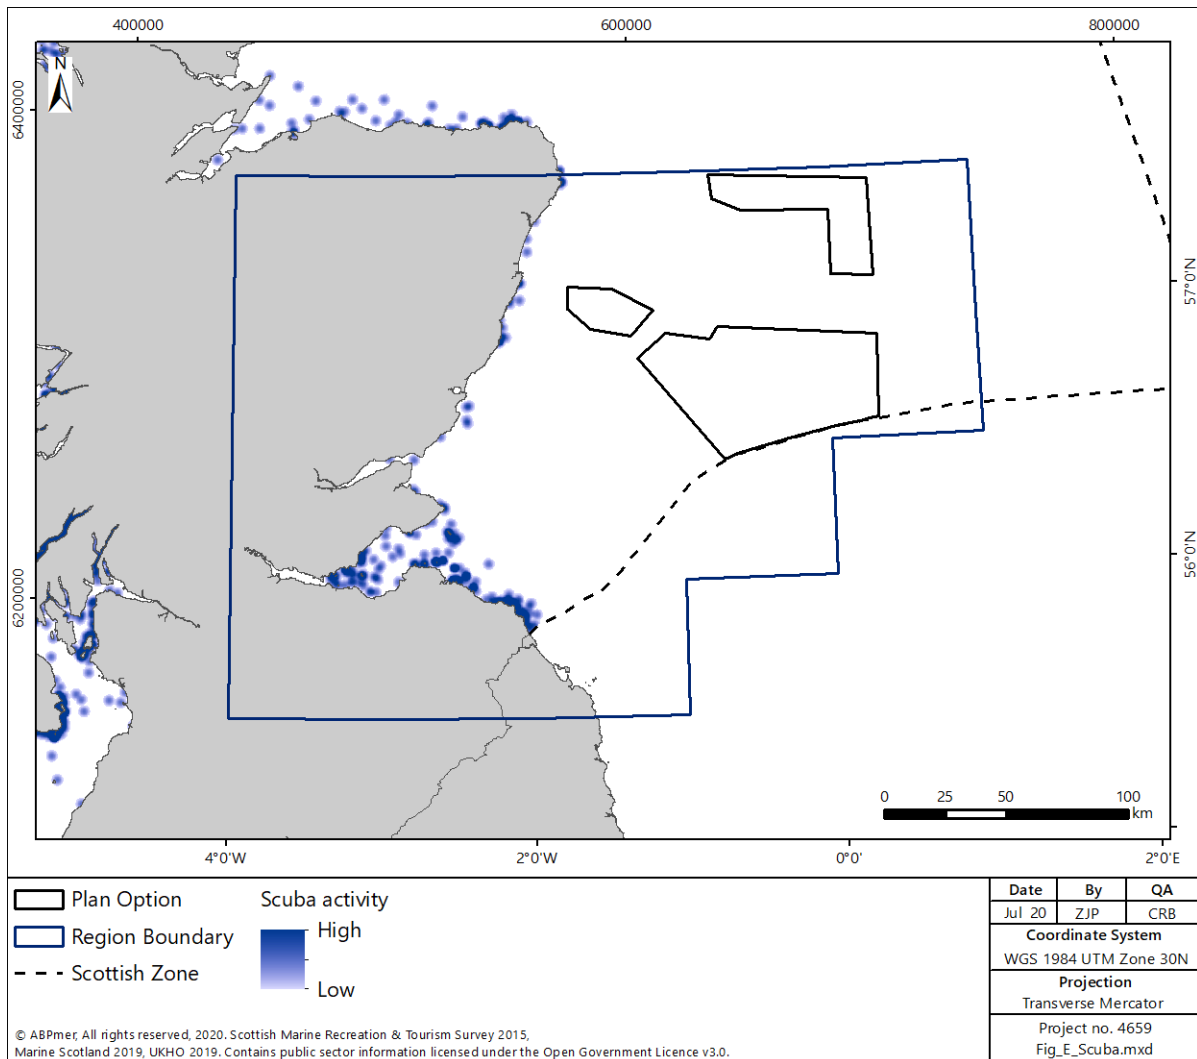 400000 600000 800000
N
6400000
6200000
57°0'N
56°0'N
0 25 50 100
km
4°0'W 2°0'W 0°0' 2°0'E
Plan Option
Region Boundary
Scottish Zone
Scuba activity
High
Low
Date By QA
Jul 20 ZJP CRB
Coordinate System
WGS 1984 UTM Zone 30N
Projection
Transverse Mercator
Project no. 4659
Fig_E_Scuba.mxd
© ABPmer, All rights reserved, 2020. Scottish Marine Recreation & Tourism Survey 2015,
Marine Scotland 2019, UKHO 2019. Contains public sector information licensed under the Open Government Licence v3.0.